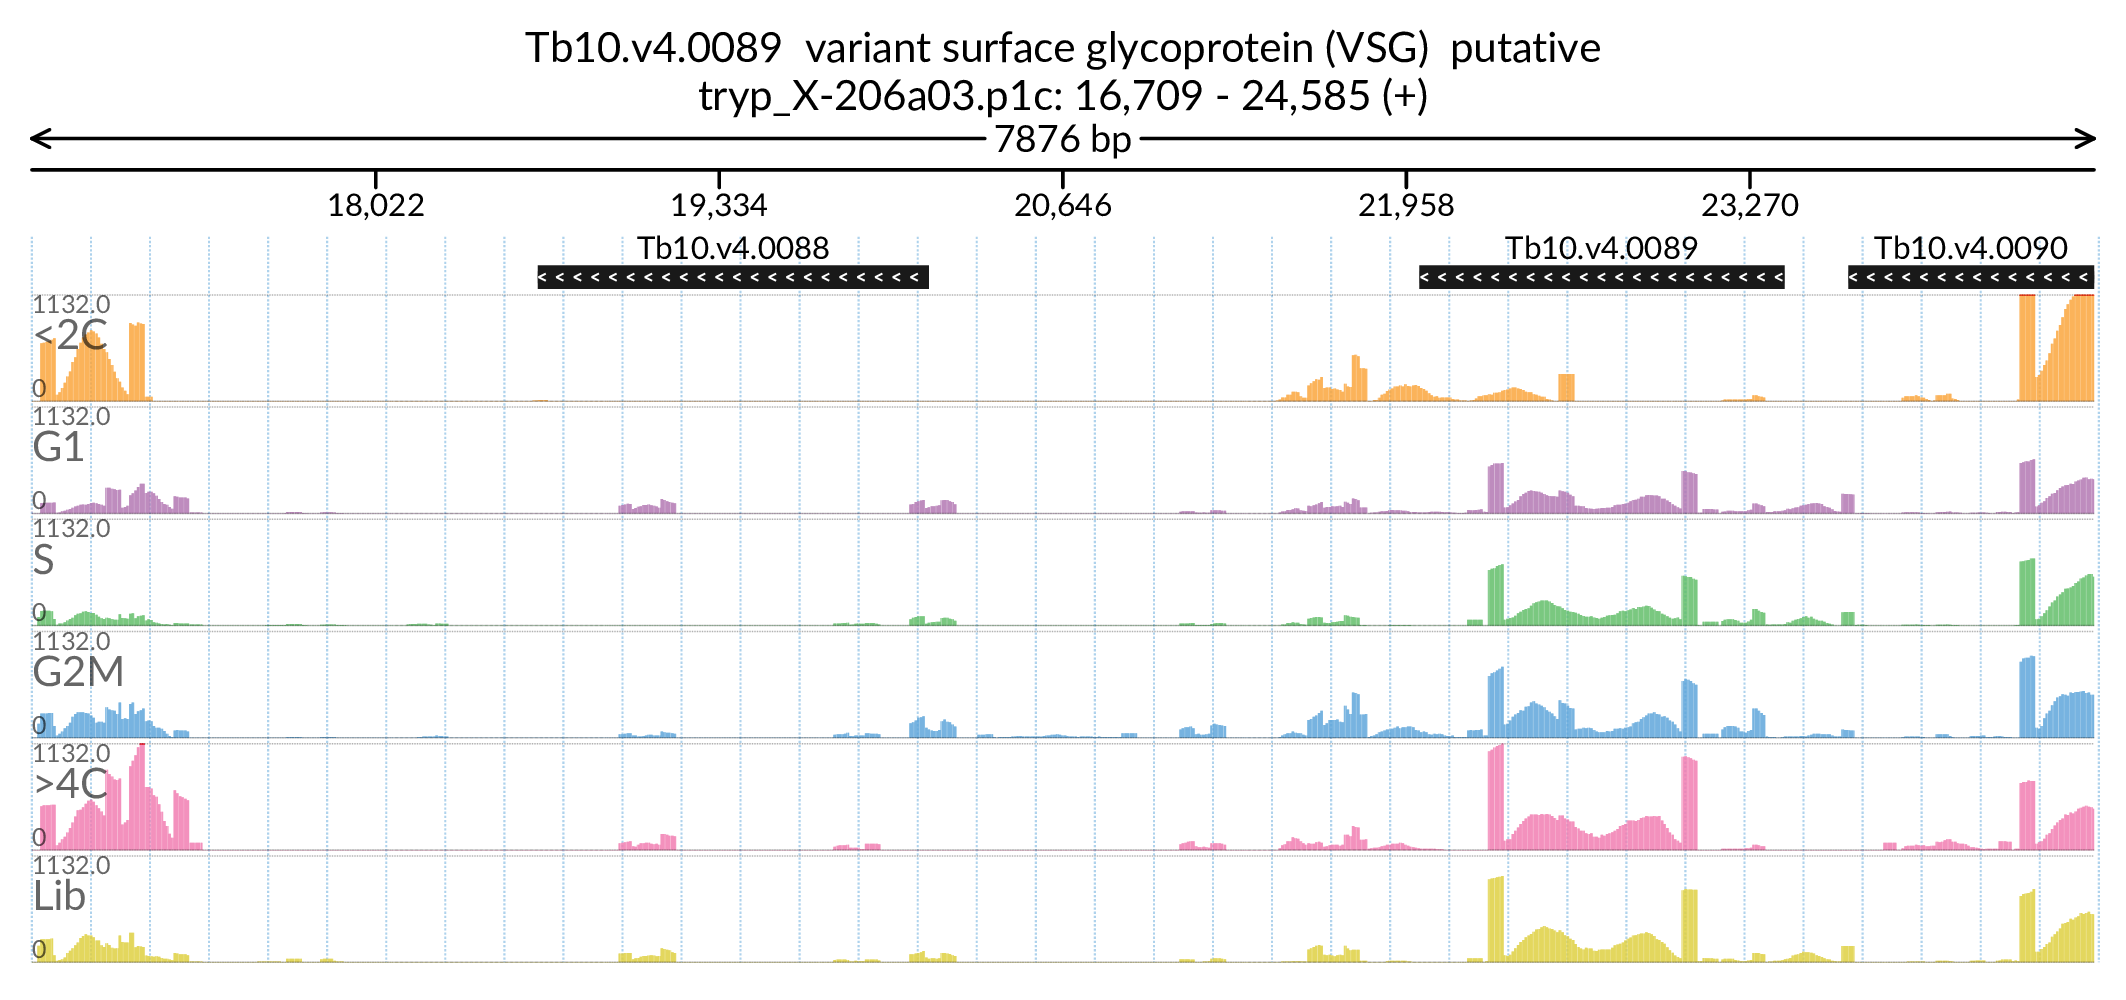 Tb10.v4.0089 variant surface glycoprotein (VSG) putative
tryp_X-206a03.p1c: 16,709 - 24,585 (+)
7876 bp
18,022 19,334 20,646 21,958 23,270
Tb10.v4.0088 Tb10.v4.0089 Tb10.v4.0090
1132.0
<2C
0
1132.0
G1
0
1132.0
S
0
1132.0
G2M
0
1132.0
>4C
0
1132.0
Lib
0